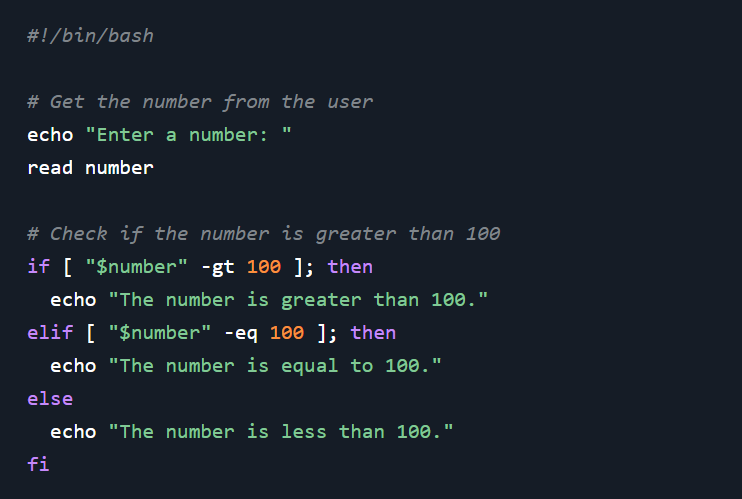 #!/bin/bash
# Get the number from the user
echo "Enter a number: "
read number
# Check if the number is greater than 100
if [ "$number" -gt 100 ]; then
  echo "The number is greater than 100."
elif [ "$number" -eq 100 ]; then
  echo "The number is equal to 100."
else
  echo "The number is less than 100."
fi